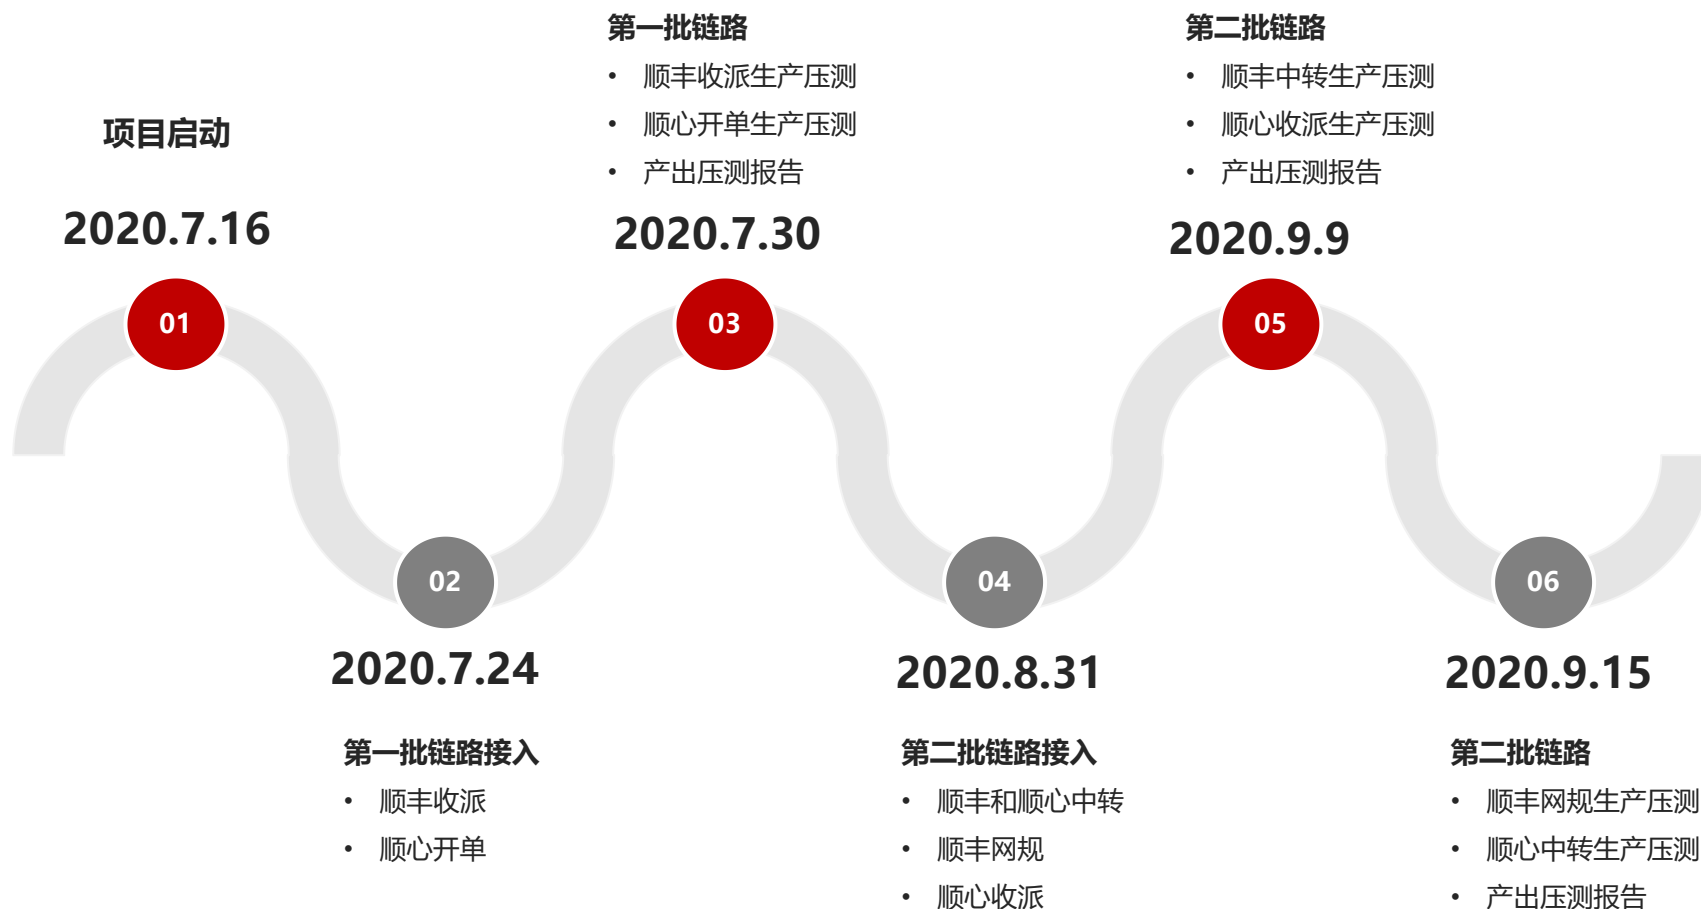 项目启动
2020.7.16
01
2020.7.24
02
第一批链路接入
• 顺丰收派
• 顺心开单
第一批链路
• 顺丰收派生产压测
• 顺心开单生产压测
• 产出压测报告
2020.7.30
03
04
2020.8.31
第二批链路接入
• 顺丰和顺心中转
• 顺丰网规
• 顺心收派
第二批链路
• 顺丰中转生产压测
• 顺心收派生产压测
• 产出压测报告
2020.9.9
05
06
2020.9.15
第二批链路
• 顺丰网规生产压测
• 顺心中转生产压测
• 产出压测报告